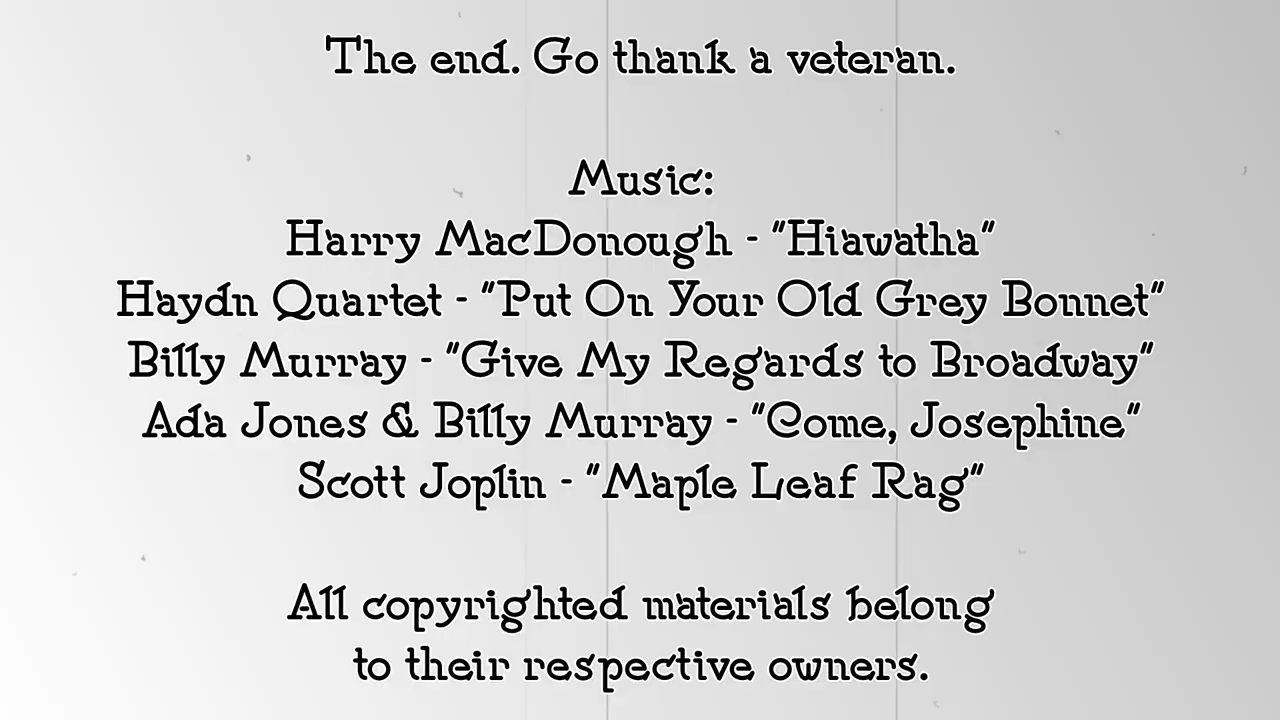 The end. Go thank a veteran.
Music:
Harry MacDonough - "Hiawatha"
Haydn Quartet - "Put On Your Old Grey Bonnet"
Billy Murray - "Give My Regards to Broadway"
Ada Jones & Billy Murray - "Come, Josephine"
Scott Joplin - "Maple Leaf Rag"
All copyrighted materials belong
to their respective owners.